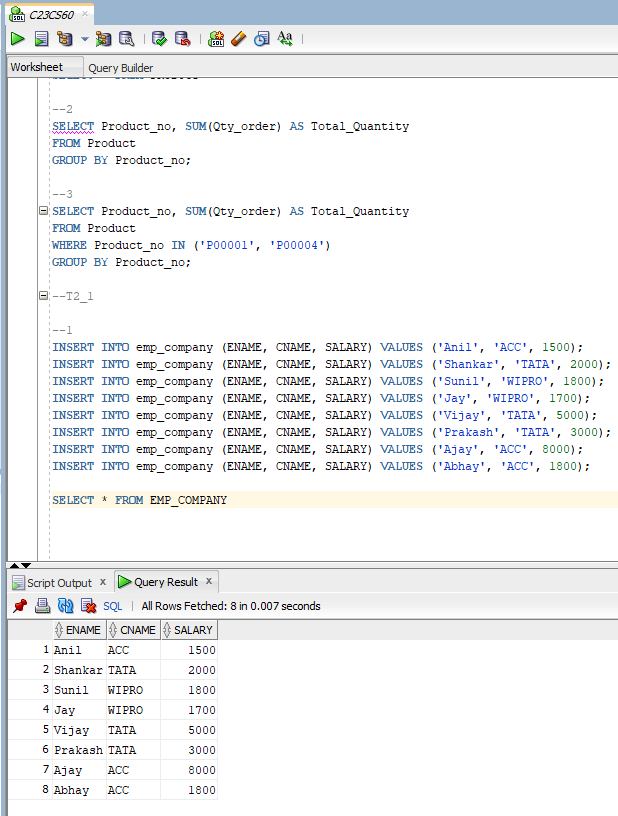 C23CS60
Worksheet Query Builder
--2
SELECT Product_no, SUM(Qty_order) AS Total_Quantity
FROM Product
GROUP BY Product_no;
--3
SELECT Product_no, SUM(Qty_order) AS Total_Quantity
FROM Product
WHERE Product_no IN ('P00001', 'P00004')
GROUP BY Product_no;
--T2_1
--1
INSERT INTO emp_company (ENAME, CNAME, SALARY) VALUES ('Anil', 'ACC', 1500);
INSERT INTO emp_company (ENAME, CNAME, SALARY) VALUES ('Shankar', 'TATA', 2000);
INSERT INTO emp_company (ENAME, CNAME, SALARY) VALUES ('Sunil', 'WIPRO', 1800);
INSERT INTO emp_company (ENAME, CNAME, SALARY) VALUES ('Jay', 'WIPRO', 1700);
INSERT INTO emp_company (ENAME, CNAME, SALARY) VALUES ('Vijay', 'TATA', 5000);
INSERT INTO emp_company (ENAME, CNAME, SALARY) VALUES ('Prakash', 'TATA', 3000);
INSERT INTO emp_company (ENAME, CNAME, SALARY) VALUES ('Ajay', 'ACC', 8000);
INSERT INTO emp_company (ENAME, CNAME, SALARY) VALUES ('Abhay', 'ACC', 1800);
SELECT * FROM EMP_COMPANY
Script Output x Query Result x
SQL | All Rows Fetched: 8 in 0.007 seconds
ENAME CNAME SALARY
1 Anil ACC 1500
2 Shankar TATA 2000
3 Sunil WIPRO 1800
4 Jay WIPRO 1700
5 Vijay TATA 5000
6 Prakash TATA 3000
7 Ajay ACC 8000
8 Abhay ACC 1800